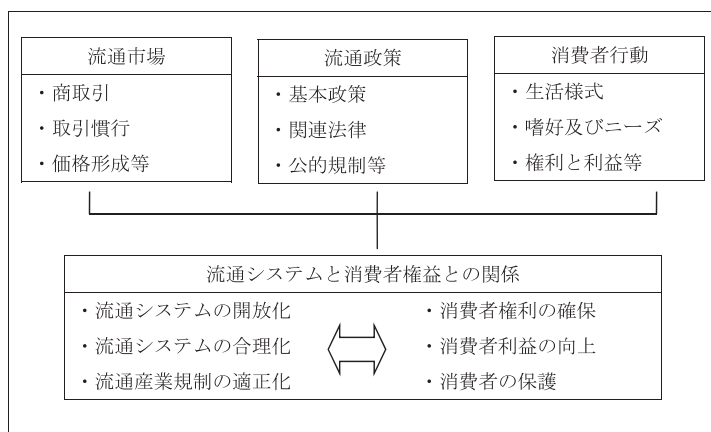 流通市場
・商取引
・取引慣行
・価格形成等
流通政策
・基本政策
・関連法律
・公的規制等
消費者行動
・生活様式
・嗜好及びニーズ
・権利と利益等
流通システムと消費者権益との関係
・流通システムの開放化
・流通システムの合理化
・流通産業規制の適正化
・消費者権利の確保
・消費者利益の向上
・消費者の保護